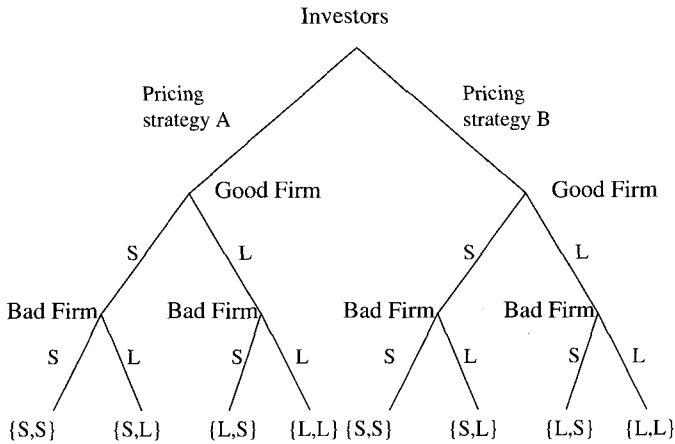 Investors
Pricing
strategy A
Pricing
strategy B
Good Firm
Good Firm
S
L
S
L
Bad Firm
Bad Firm
Bad Firm
Bad Firm
S
L
S
L
S
L
S
L
{S,S}
{S,L}
{L,S}
{L,L}
{S,S}
{S,L}
{L,S}
{L,L}